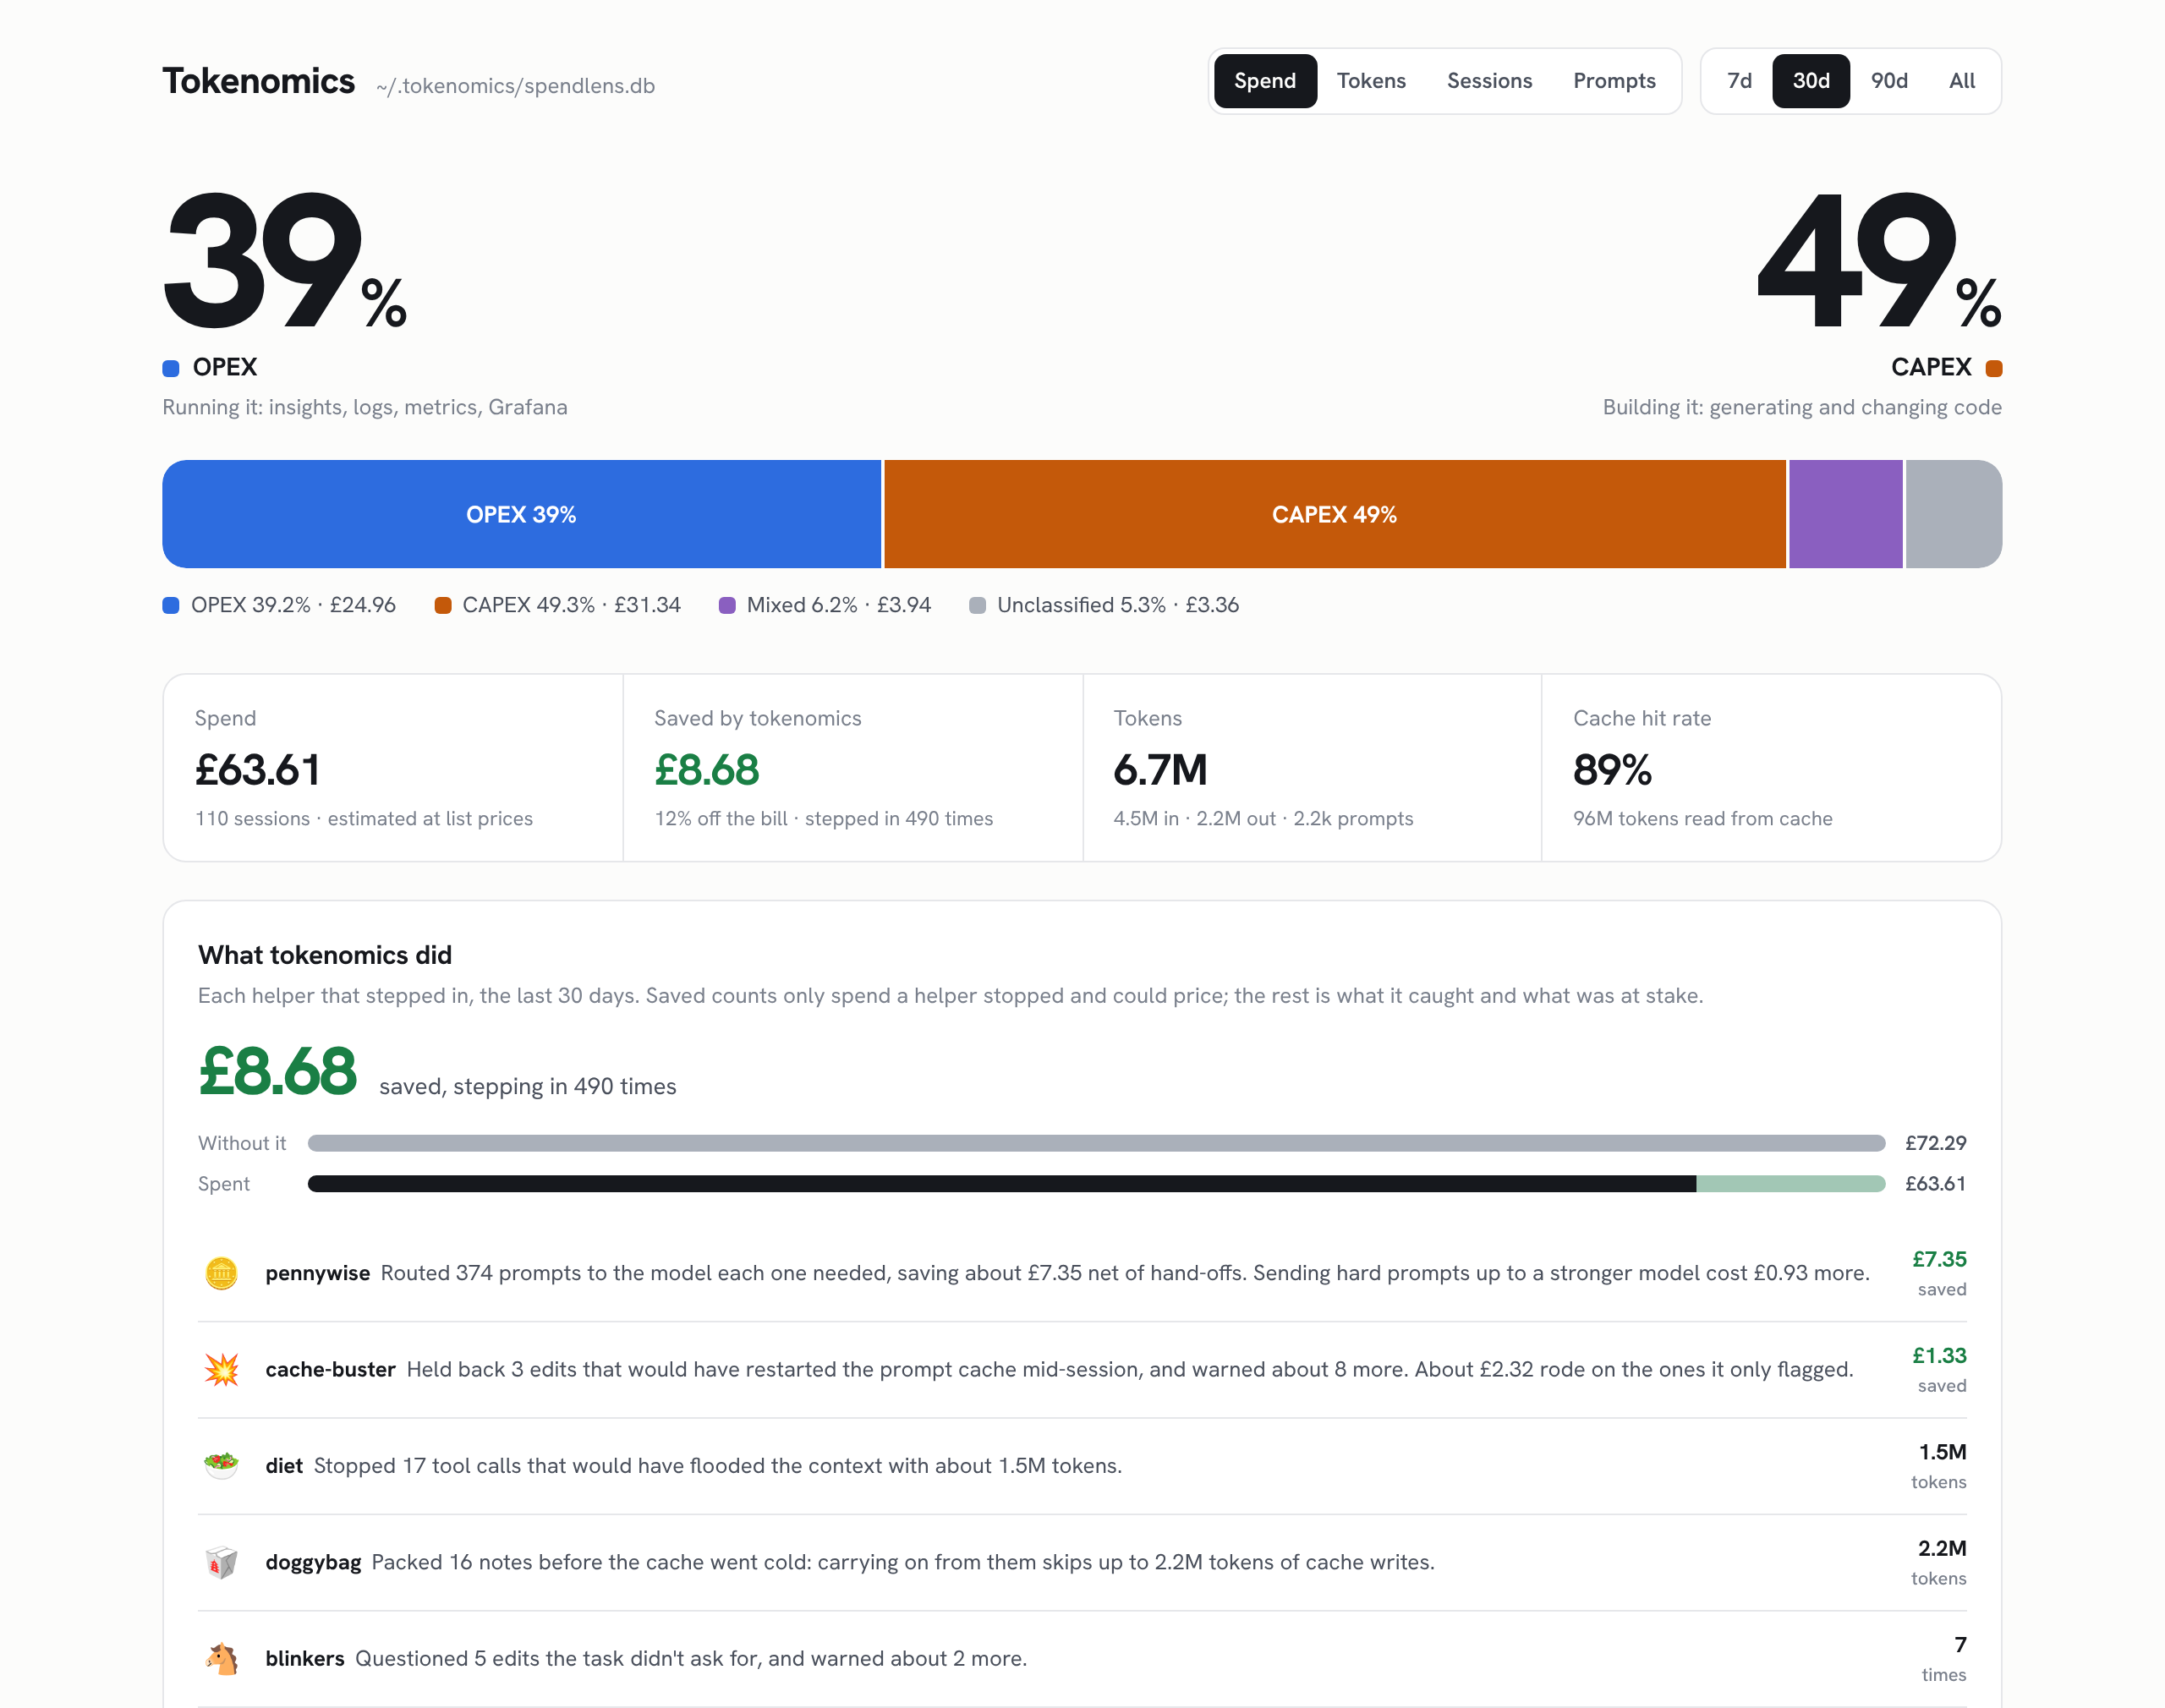 Tokenomics ~/.tokenomics/spendlens.db
Spend Tokens Sessions Prompts
7d 30d 90d All
39%
OPEX
Running it: insights, logs, metrics, Grafana
49%
CAPEX
Building it: generating and changing code
OPEX 39%
CAPEX 49%
OPEX 39.2% · £24.96
CAPEX 49.3% · £31.34
Mixed 6.2% · £3.94
Unclassified 5.3% · £3.36
Spend
£63.61
110 sessions · estimated at list prices
Saved by tokenomics
£8.68
12% off the bill · stepped in 490 times
Tokens
6.7M
4.5M in · 2.2M out · 2.2k prompts
Cache hit rate
89%
96M tokens read from cache
What tokenomics did
Each helper that stepped in, the last 30 days. Saved counts only spend a helper stopped and could price; the rest is what it caught and what was at stake.
£8.68 saved, stepping in 490 times
Without it £72.29
Spent £63.61
pennywise Routed 374 prompts to the model each one needed, saving about £7.35 net of hand-offs. Sending hard prompts up to a stronger model cost £0.93 more.
£7.35
saved
cache-buster Held back 3 edits that would have restarted the prompt cache mid-session, and warned about 8 more. About £2.32 rode on the ones it only flagged.
£1.33
saved
diet Stopped 17 tool calls that would have flooded the context with about 1.5M tokens.
1.5M
tokens
doggybag Packed 16 notes before the cache went cold: carrying on from them skips up to 2.2M tokens of cache writes.
2.2M
tokens
blinkers Questioned 5 edits the task didn't ask for, and warned about 2 more.
7
times